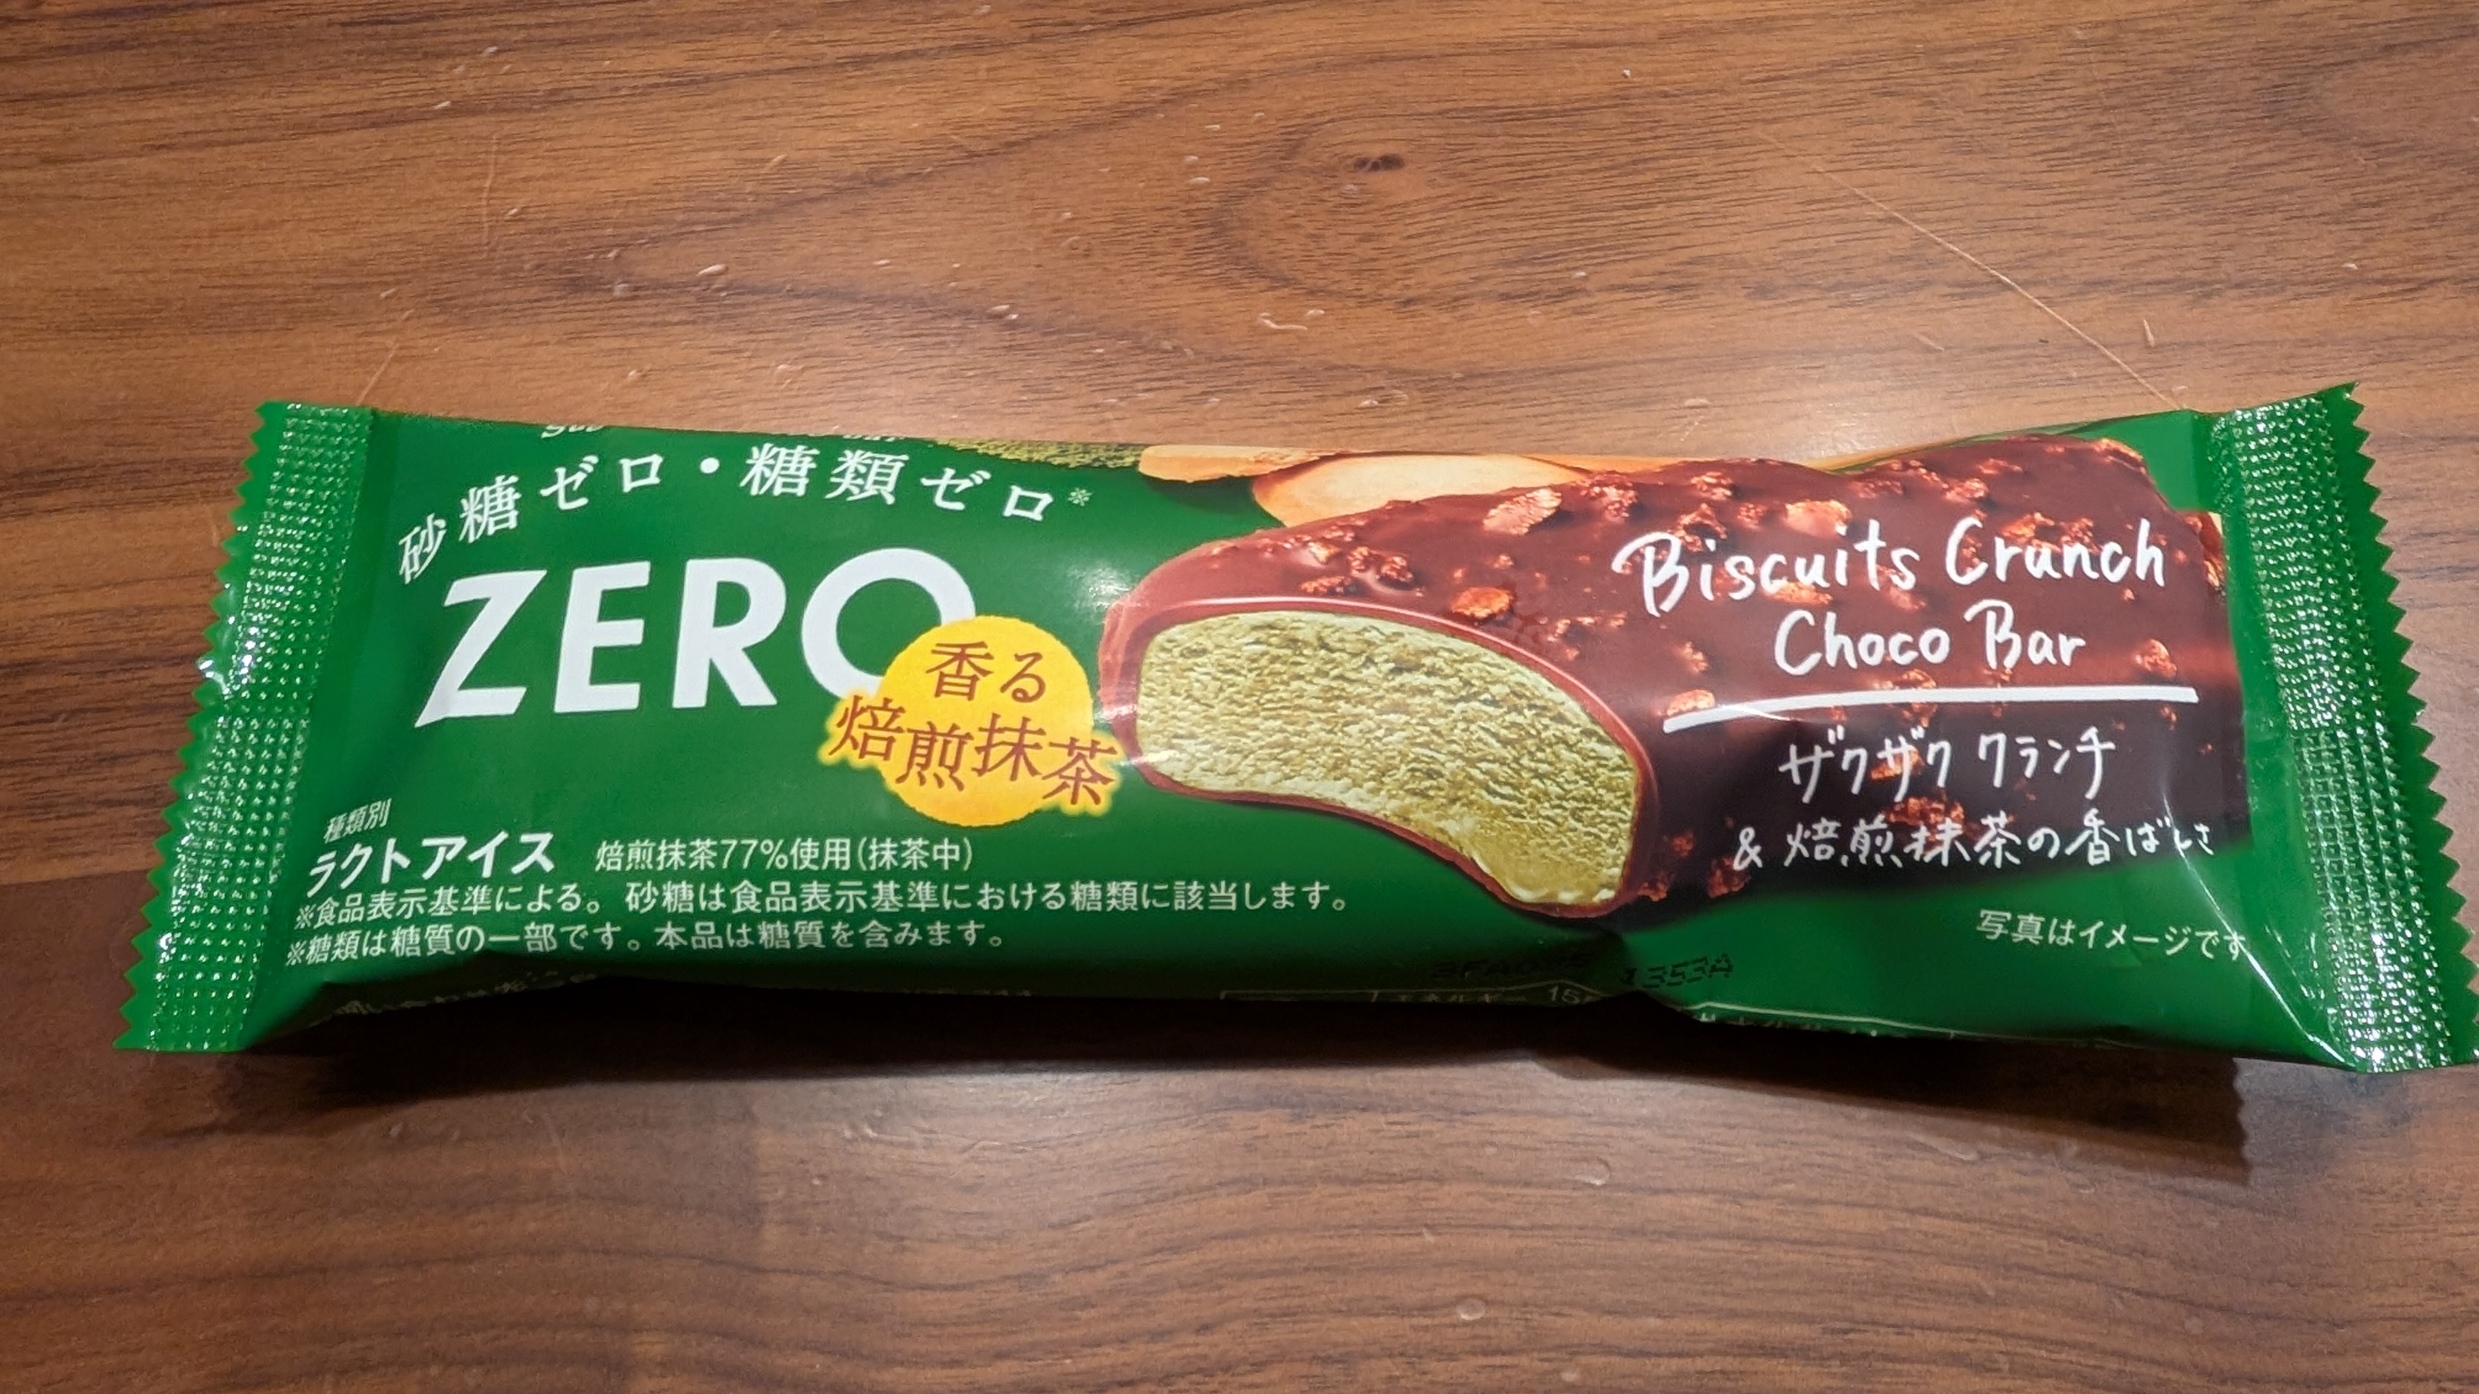 砂糖ゼロ・糖類ゼロ※
ZERO
香る
焙煎抹茶
種類別
ラクトアイス 焙煎抹茶77%使用(抹茶中)
※食品表示基準による。砂糖は食品表示基準における糖類に該当します。
※糖類は糖質の一部です。本品は糖質を含みます。
Biscuits Crunch
Choco Bar
ザクザク クランチ
& 焙煎抹茶の香ばしさ
写真はイメージです
エネルギー